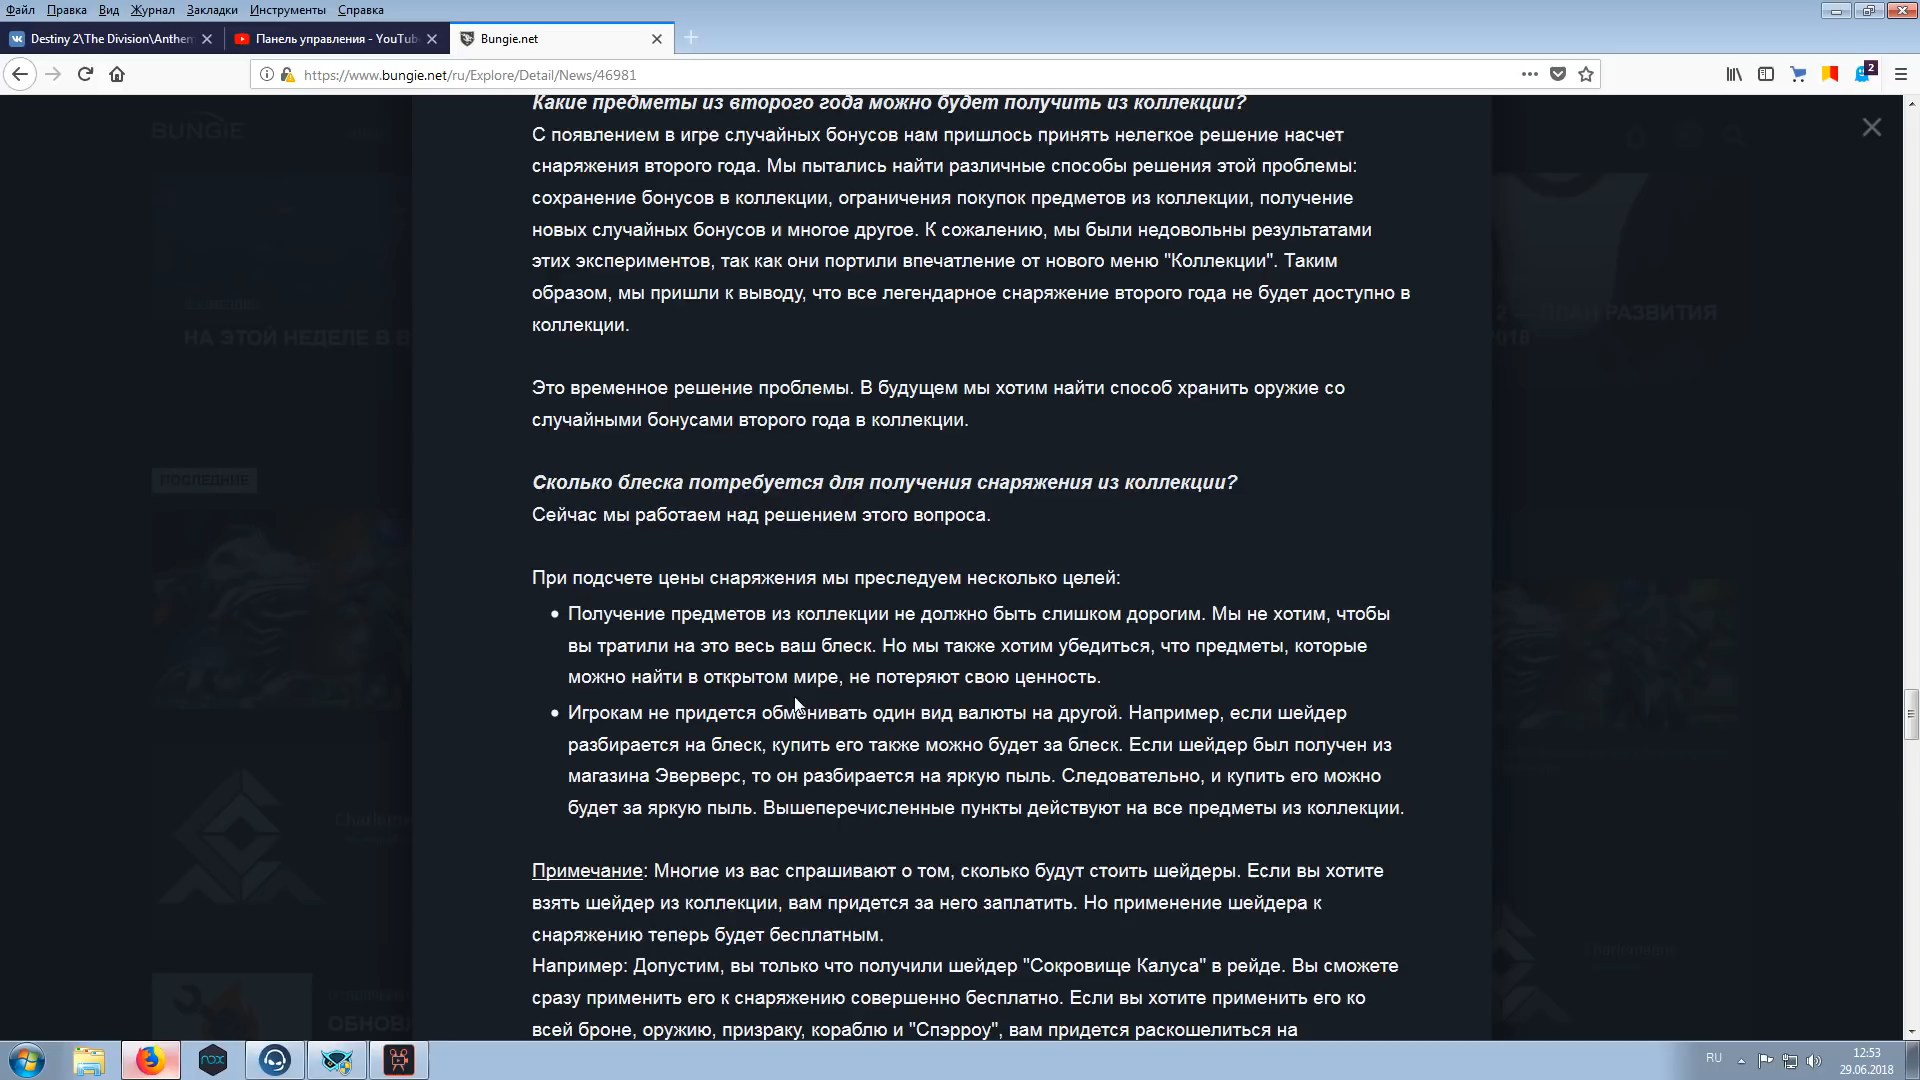 Файл Правка Вид Журнал Закладки Инструменты Справка
Destiny 2\The Division\Anthem
Панель управления - YouTub
Bungie.net
https://www.bungie.net/ru/Explore/Detail/News/46981
2
BUNGIE
Какие предметы из второго года можно будет получить из коллекции?
С появлением в игре случайных бонусов нам пришлось принять нелегкое решение насчет
снаряжения второго года. Мы пытались найти различные способы решения этой проблемы:
сохранение бонусов в коллекции, ограничения покупок предметов из коллекции, получение
новых случайных бонусов и многое другое. К сожалению, мы были недовольны результатами
этих экспериментов, так как они портили впечатление от нового меню "Коллекции". Таким
образом, мы пришли к выводу, что все легендарное снаряжение второго года не будет доступно в
коллекции.
НА ЭТОЙ НЕДЕЛЕ В B
2 — ПЛАН РАЗВИТИЯ
2018
Это временное решение проблемы. В будущем мы хотим найти способ хранить оружие со
случайными бонусами второго года в коллекции.
ПОСЛЕДНИЕ
Сколько блеска потребуется для получения снаряжения из коллекции?
Сейчас мы работаем над решением этого вопроса.
При подсчете цены снаряжения мы преследуем несколько целей:
• Получение предметов из коллекции не должно быть слишком дорогим. Мы не хотим, чтобы
вы тратили на это весь ваш блеск. Но мы также хотим убедиться, что предметы, которые
можно найти в открытом мире, не потеряют свою ценность.
• Игрокам не придется обменивать один вид валюты на другой. Например, если шейдер
разбирается на блеск, купить его также можно будет за блеск. Если шейдер был получен из
магазина Эверверс, то он разбирается на яркую пыль. Следовательно, и купить его можно
будет за яркую пыль. Вышеперечисленные пункты действуют на все предметы из коллекции.
Примечание: Многие из вас спрашивают о том, сколько будут стоить шейдеры. Если вы хотите
взять шейдер из коллекции, вам придется за него заплатить. Но применение шейдера к
снаряжению теперь будет бесплатным.
Например: Допустим, вы только что получили шейдер "Сокровище Калуса" в рейде. Вы сможете
сразу применить его к снаряжению совершенно бесплатно. Если вы хотите применить его ко
всей броне, оружию, призраку, кораблю и "Спэрроу", вам придется раскошелиться на
ОБНОВЛ
nox
RU
12:53
29.06.2018